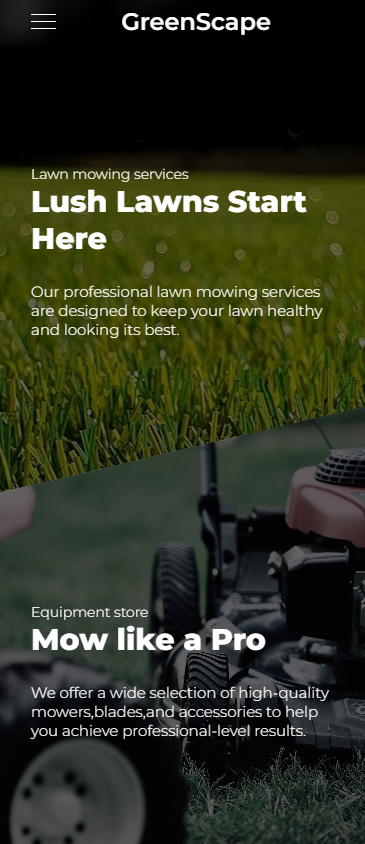 GreenScape
Lawn mowing services
Lush Lawns Start
Here
Our professional lawn mowing services
are designed to keep your lawn healthy
and looking its best.
Equipment store
Mow like a Pro
We offer a wide selection of high-quality
mowers,blades,and accessories to help
you achieve professional-level results.